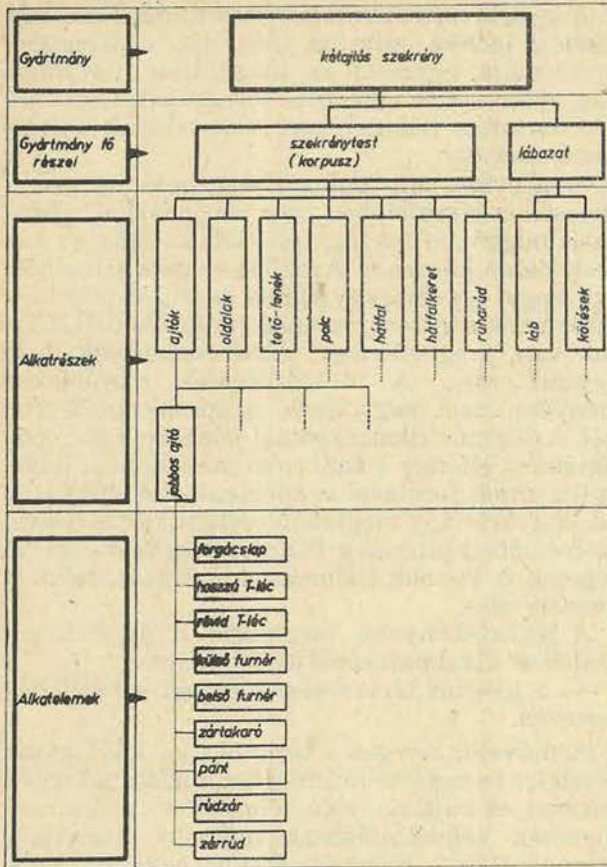 Gyártmány
kétajtós szekrény
Gyártmány fő
részei
szekrénytest
(korpusz)
lábazat
Alkatrészek
ajtók
oldalak
tető-fenék
polc
hátfal
hátfalkeret
ruharúd
láb
kötések
jobbos ajtó
Alkatelemek
forgácslap
hosszú T-léc
rövid T-léc
külső furnér
belső furnér
zártakaró
pánt
rúdzár
zárrúd